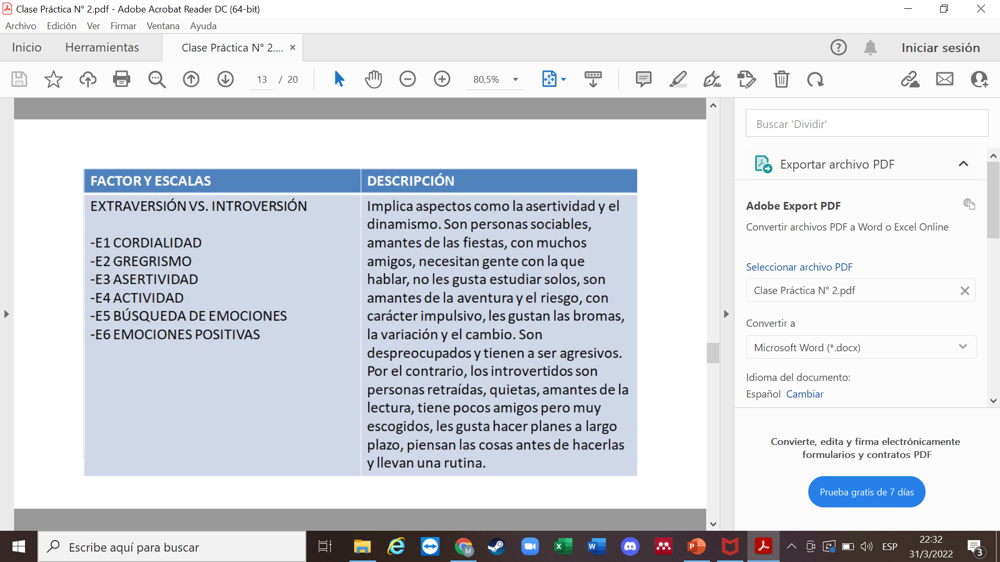 Clase Práctica N° 2.pdf - Adobe Acrobat Reader DC (64-bit)
Archivo Edición Ver Firmar Ventana Ayuda
Inicio Herramientas Clase Práctica N° 2.... × Iniciar sesión
13 / 20 80,5%
FACTOR Y ESCALAS
EXTRAVERSIÓN VS. INTROVERSIÓN
-E1 CORDIALIDAD
-E2 GREGRISMO
-E3 ASERTIVIDAD
-E4 ACTIVIDAD
-E5 BÚSQUEDA DE EMOCIONES
-E6 EMOCIONES POSITIVAS
DESCRIPCIÓN
Implica aspectos como la asertividad y el
dinamismo. Son personas sociables,
amantes de las fiestas, con muchos
amigos, necesitan gente con la que
hablar, no les gusta estudiar solos, son
amantes de la aventura y el riesgo, con
carácter impulsivo, les gustan las bromas,
la variación y el cambio. Son
despreocupados y tienen a ser agresivos.
Por el contrario, los introvertidos son
personas retraídas, quietas, amantes de la
lectura, tiene pocos amigos pero muy
escogidos, les gusta hacer planes a largo
plazo, piensan las cosas antes de hacerlas
y llevan una rutina.
Buscar 'Dividir'
Exportar archivo PDF
Adobe Export PDF
Convertir archivos PDF a Word o Excel Online
Seleccionar archivo PDF
Clase Práctica N° 2.pdf
Convertir a
Microsoft Word (*.docx)
Idioma del documento:
Español Cambiar
Convierte, edita y firma electrónicamente
formularios y contratos PDF
Prueba gratis de 7 días
Escribe aquí para buscar
M
X
W
P
ESP
22:32
31/3/2022
3